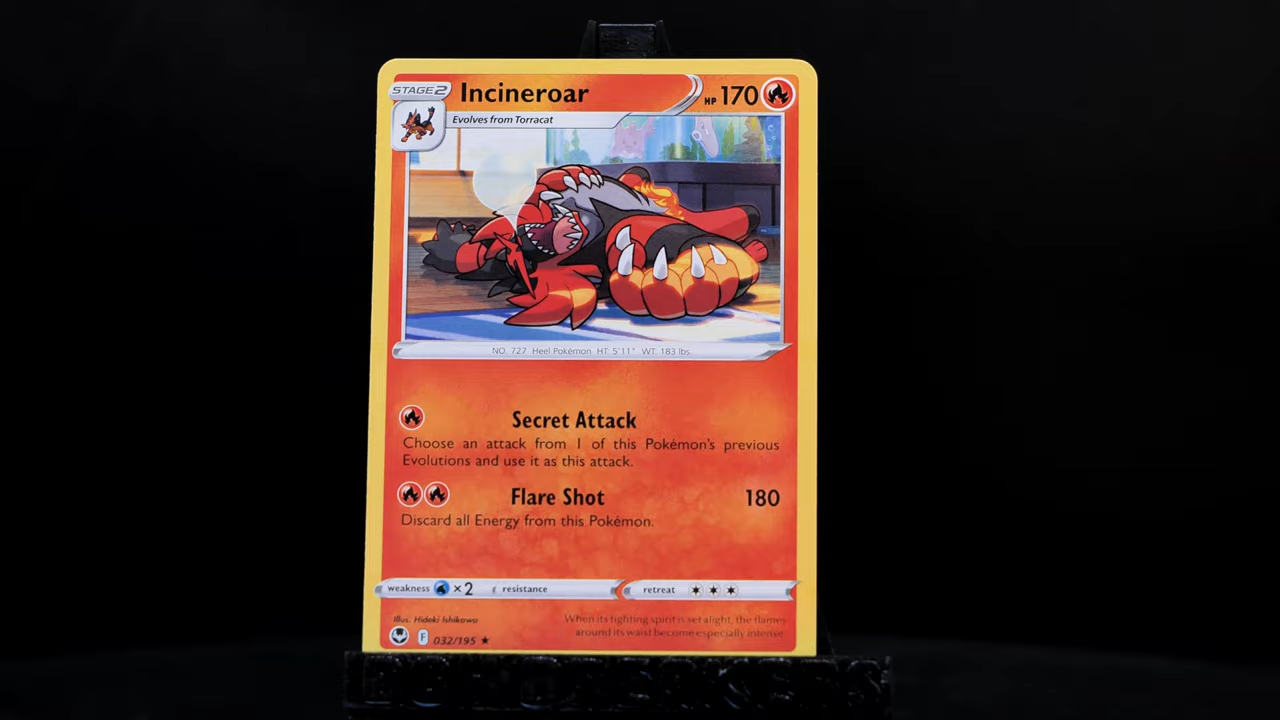 STAGE2 Incineroar HP 170
Evolves from Torracat
NO. 727 Heel Pokémon HT: 5'11" WT: 183 lbs.
Secret Attack
Choose an attack from 1 of this Pokémon's previous
Evolutions and use it as this attack.
Flare Shot 180
Discard all Energy from this Pokémon.
weakness ×2 resistance retreat
Illus. Hideki Ishikawa
When its fighting spirit is set alight, the flames
around its waist become especially intense
F 032/195 ★